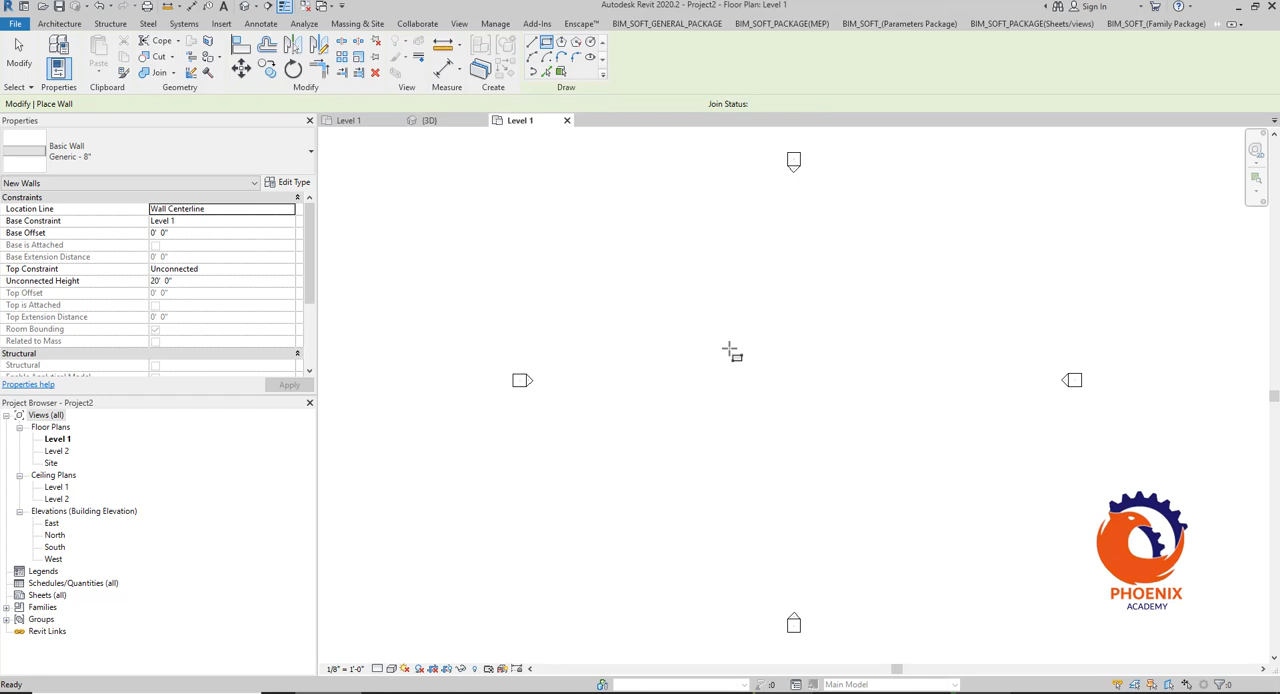 Autodesk Revit 2020.2 - Project2 - Floor Plan: Level 1
Sign In
File Architecture Structure Steel Systems Insert Annotate Analyze Massing & Site Collaborate View Manage Add-Ins Enscape™ BIM_SOFT_GENERAL_PACKAGE BIM_SOFT_PACKAGE(MEP) BIM_SOFT_(Parameters Package) BIM_SOFT_PACKAGE(Sheets/views) BIM_SOFT_(Family Package)
Cope
Cut
Join
Modify
Paste
Select Properties Clipboard Geometry Modify View Measure Create Draw
Modify | Place Wall
Join Status:
Properties
Level 1
{3D}
Level 1
Basic Wall
Generic - 8"
New Walls
Edit Type
Constraints
Location Line Wall Centerline
Base Constraint Level 1
Base Offset 0' 0"
Base is Attached
Base Extension Distance 0' 0"
Top Constraint Unconnected
Unconnected Height 20' 0"
Top Offset 0' 0"
Top is Attached
Top Extension Distance 0' 0"
Room Bounding
Related to Mass
Structural
Structural
Properties help
Apply
Project Browser - Project2
Views (all)
Floor Plans
Level 1
Level 2
Site
Ceiling Plans
Level 1
Level 2
Elevations (Building Elevation)
East
North
South
West
Legends
Schedules/Quantities (all)
Sheets (all)
Families
Groups
Revit Links
PHOENIX
ACADEMY
1/8" = 1'-0"
Ready
:0
Main Model
:0